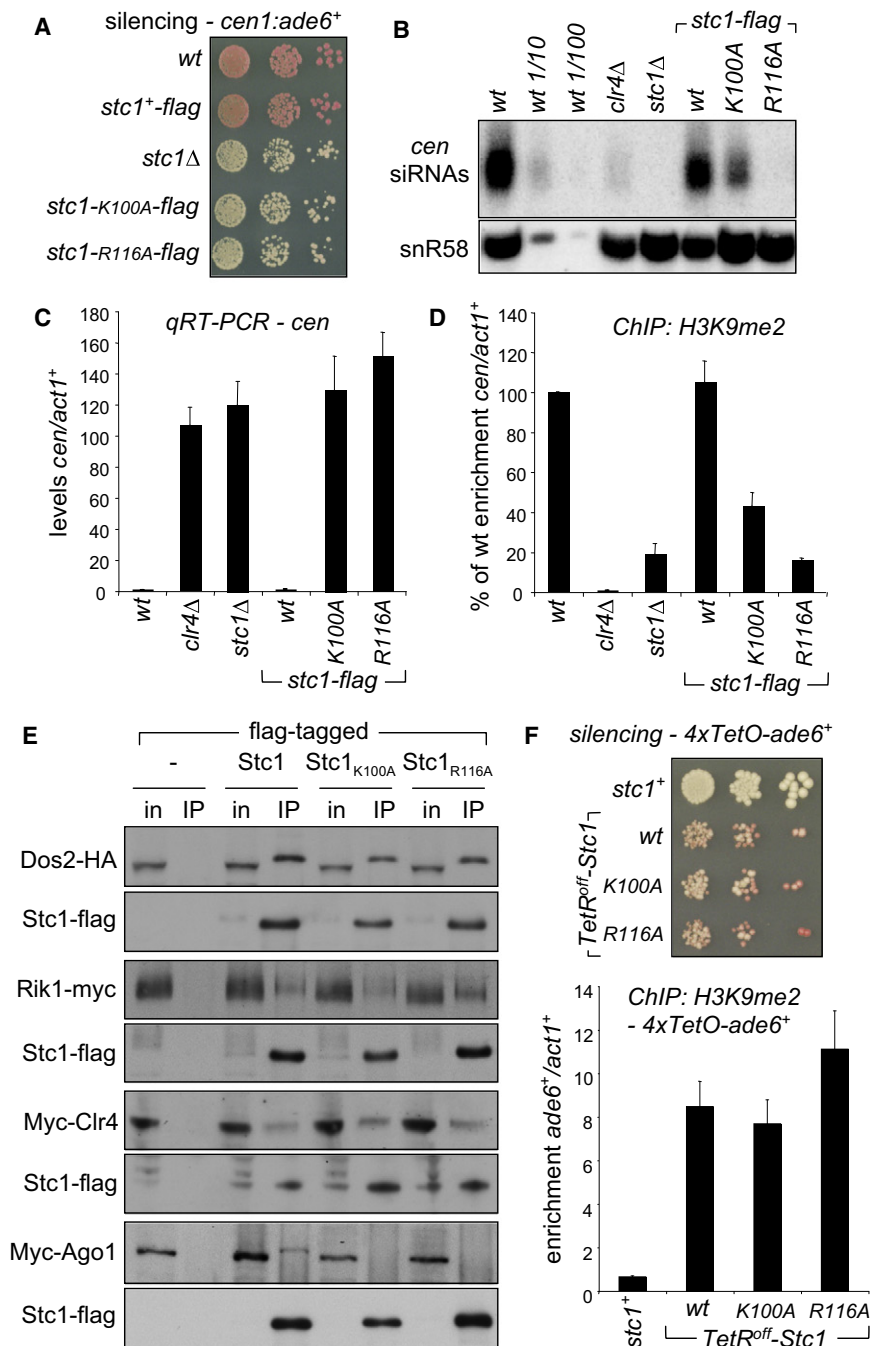 A
silencing - cen1:ade6+
wt
stc1+-flag
stc1Δ
stc1-K100A-flag
stc1-R116A-flag
B
stc1-flag
wt
wt 1/10
wt 1/100
clr4Δ
stc1Δ
wt
K100A
R116A
cen
siRNAs
snR58
C
qRT-PCR - cen
levels cen/act1+
180
160
140
120
100
80
60
40
20
0
wt
clr4Δ
stc1Δ
wt
K100A
R116A
stc1-flag
D
ChIP: H3K9me2
% of wt enrichment cen/act1+
140
120
100
80
60
40
20
0
wt
clr4Δ
stc1Δ
wt
K100A
R116A
stc1-flag
E
flag-tagged
- Stc1 Stc1K100A Stc1R116A
in IP in IP in IP in IP
Dos2-HA
Stc1-flag
Rik1-myc
Stc1-flag
Myc-Clr4
Stc1-flag
Myc-Ago1
Stc1-flag
F
silencing - 4xTetO-ade6+
stc1+
wt
K100A
R116A
TetRoff-Stc1
ChIP: H3K9me2
- 4xTetO-ade6+
enrichment ade6+/act1+
14
12
10
8
6
4
2
0
stc1+
wt
K100A
R116A
TetRoff-Stc1